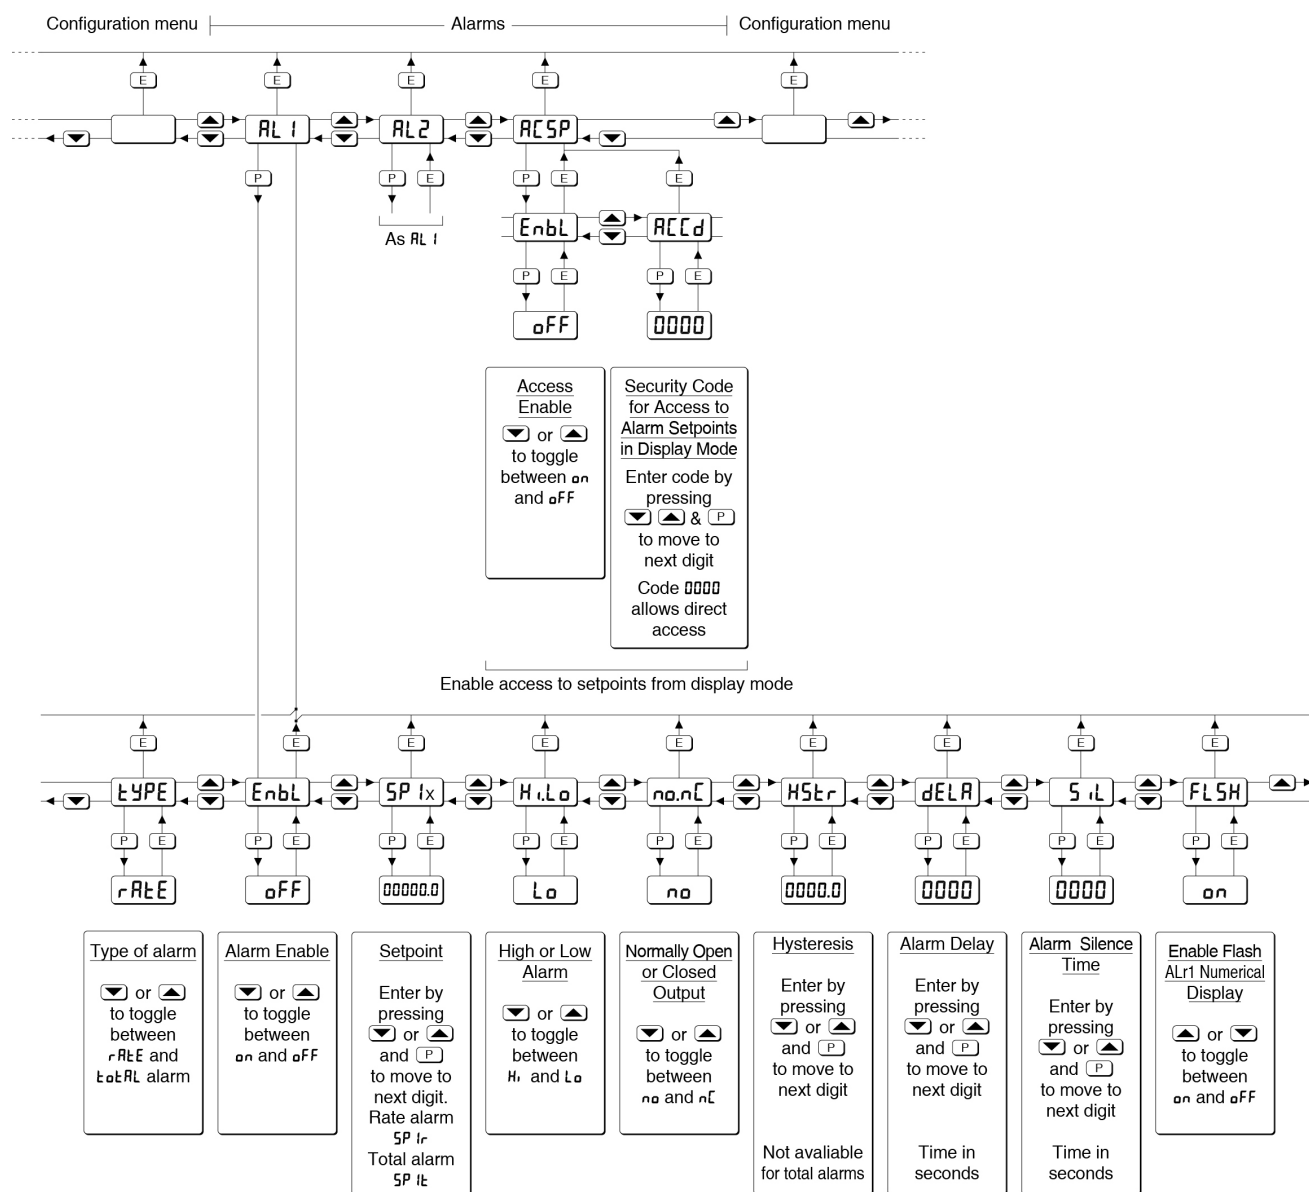 Configuration menu
Alarms
Configuration menu
E E E E E
AL1 AL2 ACSP
P P E P E E
As AL1
EnbL ACCd
P E P E
oFF 0000
Access
Enable
or
to toggle
between on
and oFF
Security Code
for Access to
Alarm Setpoints
in Display Mode
Enter code by
pressing
& P
to move to
next digit
Code 0000
allows direct
access
Enable access to setpoints from display mode
E E E E E E E E E
tYPE EnbL SP1x Hi.Lo no.nC HStr dELA SiL FLSH
P E P E P E P E P E P E P E P E P E
rAtE oFF 00000.0 Lo no 0000.0 0000 0000 on
Type of alarm
or
to toggle
between
rAtE and
totAL alarm
Alarm Enable
or
to toggle
between
on and oFF
Setpoint
Enter by
pressing
or
and P
to move to
next digit.
Rate alarm
SP1r
Total alarm
SP1t
High or Low
Alarm
or
to toggle
between
Hi and Lo
Normally Open
or Closed
Output
or
to toggle
between
no and nC
Hysteresis
Enter by
pressing
or
and P
to move to
next digit
Not avaliable
for total alarms
Alarm Delay
Enter by
pressing
or
and P
to move to
next digit
Time in
seconds
Alarm Silence
Time
Enter by
pressing
or
and P
to move to
next digit
Time in
seconds
Enable Flash
ALr1 Numerical
Display
or
to toggle
between
on and oFF